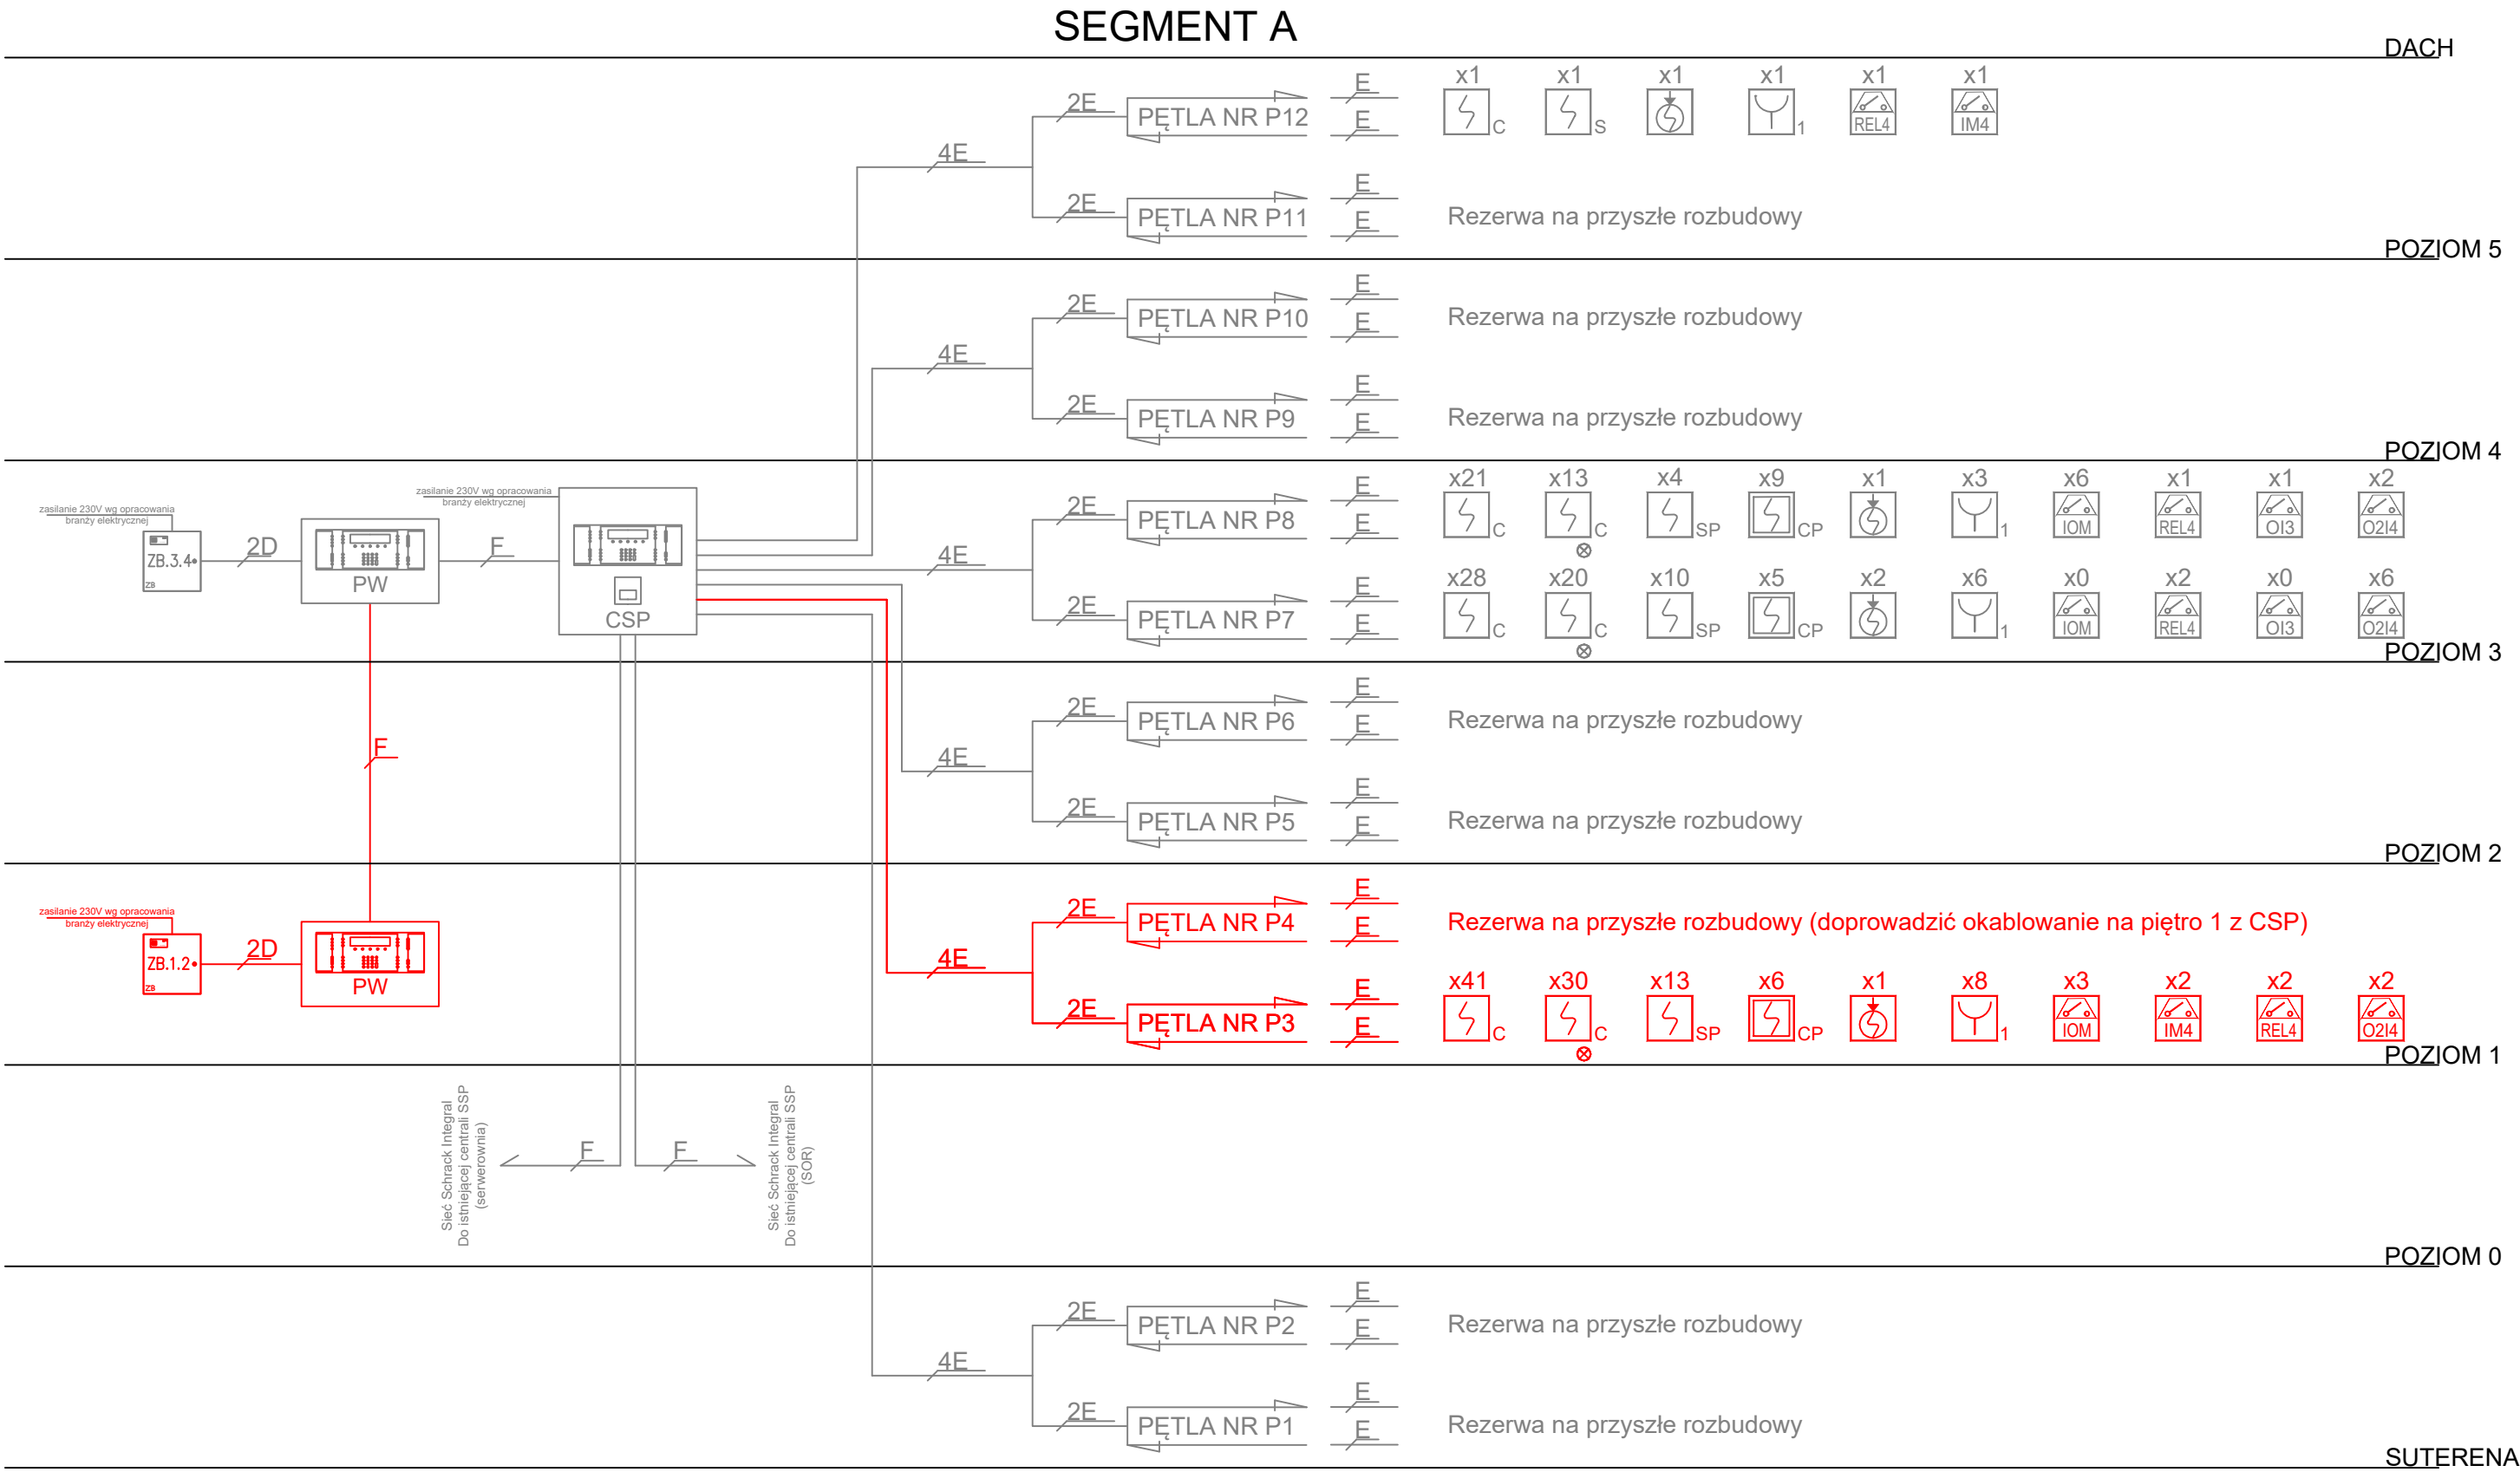 SEGMENT A
DACH
x1 x1 x1 x1 x1 x1
2E PĘTLA NR P12 E E C S 1 REL4 IM4
4E
2E PĘTLA NR P11 E E Rezerwa na przyszłe rozbudowy
POZIOM 5
2E PĘTLA NR P10 E E Rezerwa na przyszłe rozbudowy
4E
2E PĘTLA NR P9 E E Rezerwa na przyszłe rozbudowy
POZIOM 4
zasilanie 230V wg opracowania
branży elektrycznej
zasilanie 230V wg opracowania
branży elektrycznej
ZB.3.4
ZB
2D
PW
F
CSP
x21 x13 x4 x9 x1 x3 x6 x1 x1 x2
2E PĘTLA NR P8 E E C C SP CP 1 IOM REL4 OI3 O2I4
4E
x28 x20 x10 x5 x2 x6 x0 x2 x0 x6
2E PĘTLA NR P7 E E C C SP CP 1 IOM REL4 OI3 O2I4
POZIOM 3
F
2E PĘTLA NR P6 E E Rezerwa na przyszłe rozbudowy
4E
2E PĘTLA NR P5 E E Rezerwa na przyszłe rozbudowy
POZIOM 2
zasilanie 230V wg opracowania
branży elektrycznej
ZB.1.2
ZB
2D
PW
2E PĘTLA NR P4 E E Rezerwa na przyszłe rozbudowy (doprowadzić okablowanie na piętro 1 z CSP)
4E
x41 x30 x13 x6 x1 x8 x3 x2 x2 x2
2E PĘTLA NR P3 E E C C SP CP 1 IOM IM4 REL4 O2I4
POZIOM 1
Sieć Schrack Integral
Do istniejącej centrali SSP
(serwerownia)
F
F
Sieć Schrack Integral
Do istniejącej centrali SSP
(SOR)
POZIOM 0
2E PĘTLA NR P2 E E Rezerwa na przyszłe rozbudowy
4E
2E PĘTLA NR P1 E E Rezerwa na przyszłe rozbudowy
SUTERENA